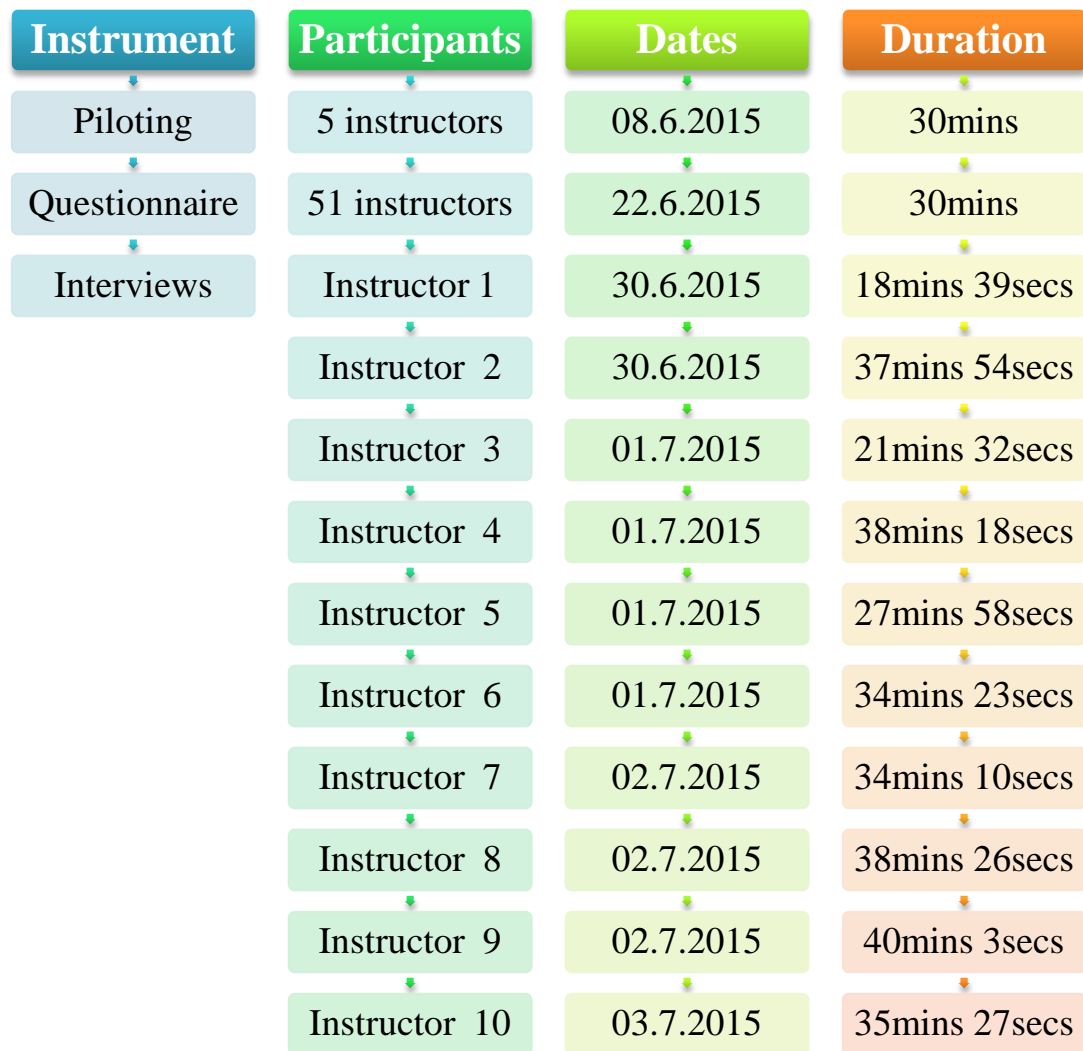 Instrument Participants Dates Duration
Piloting 5 instructors 08.6.2015 30mins
Questionnaire 51 instructors 22.6.2015 30mins
Interviews Instructor 1 30.6.2015 18mins 39secs
Instructor 2 30.6.2015 37mins 54secs
Instructor 3 01.7.2015 21mins 32secs
Instructor 4 01.7.2015 38mins 18secs
Instructor 5 01.7.2015 27mins 58secs
Instructor 6 01.7.2015 34mins 23secs
Instructor 7 02.7.2015 34mins 10secs
Instructor 8 02.7.2015 38mins 26secs
Instructor 9 02.7.2015 40mins 3secs
Instructor 10 03.7.2015 35mins 27secs